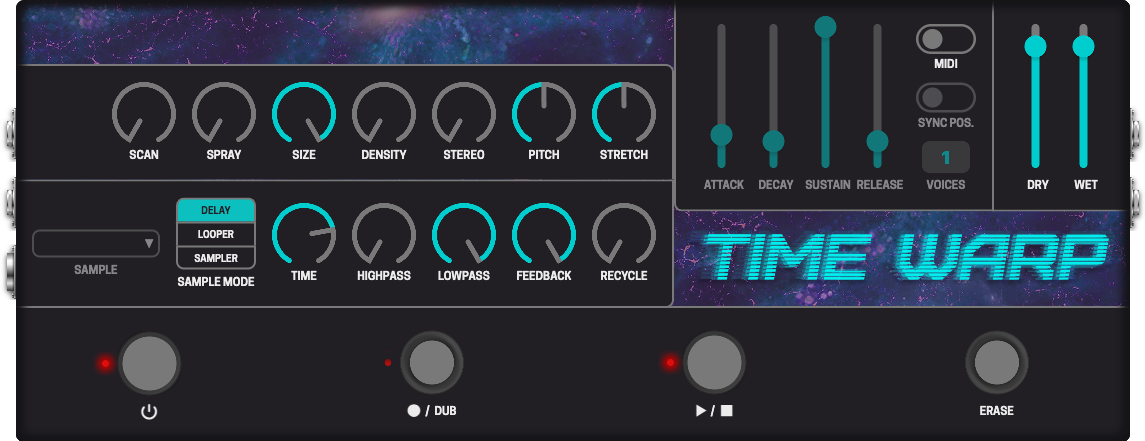 MIDI
SYNC POS.
1
ATTACK DECAY SUSTAIN RELEASE VOICES DRY WET
SCAN SPRAY SIZE DENSITY STEREO PITCH STRETCH
DELAY
LOOPER
SAMPLER
SAMPLE
SAMPLE MODE
TIME HIGHPASS LOWPASS FEEDBACK RECYCLE
TIME WARP
/ DUB
/
ERASE